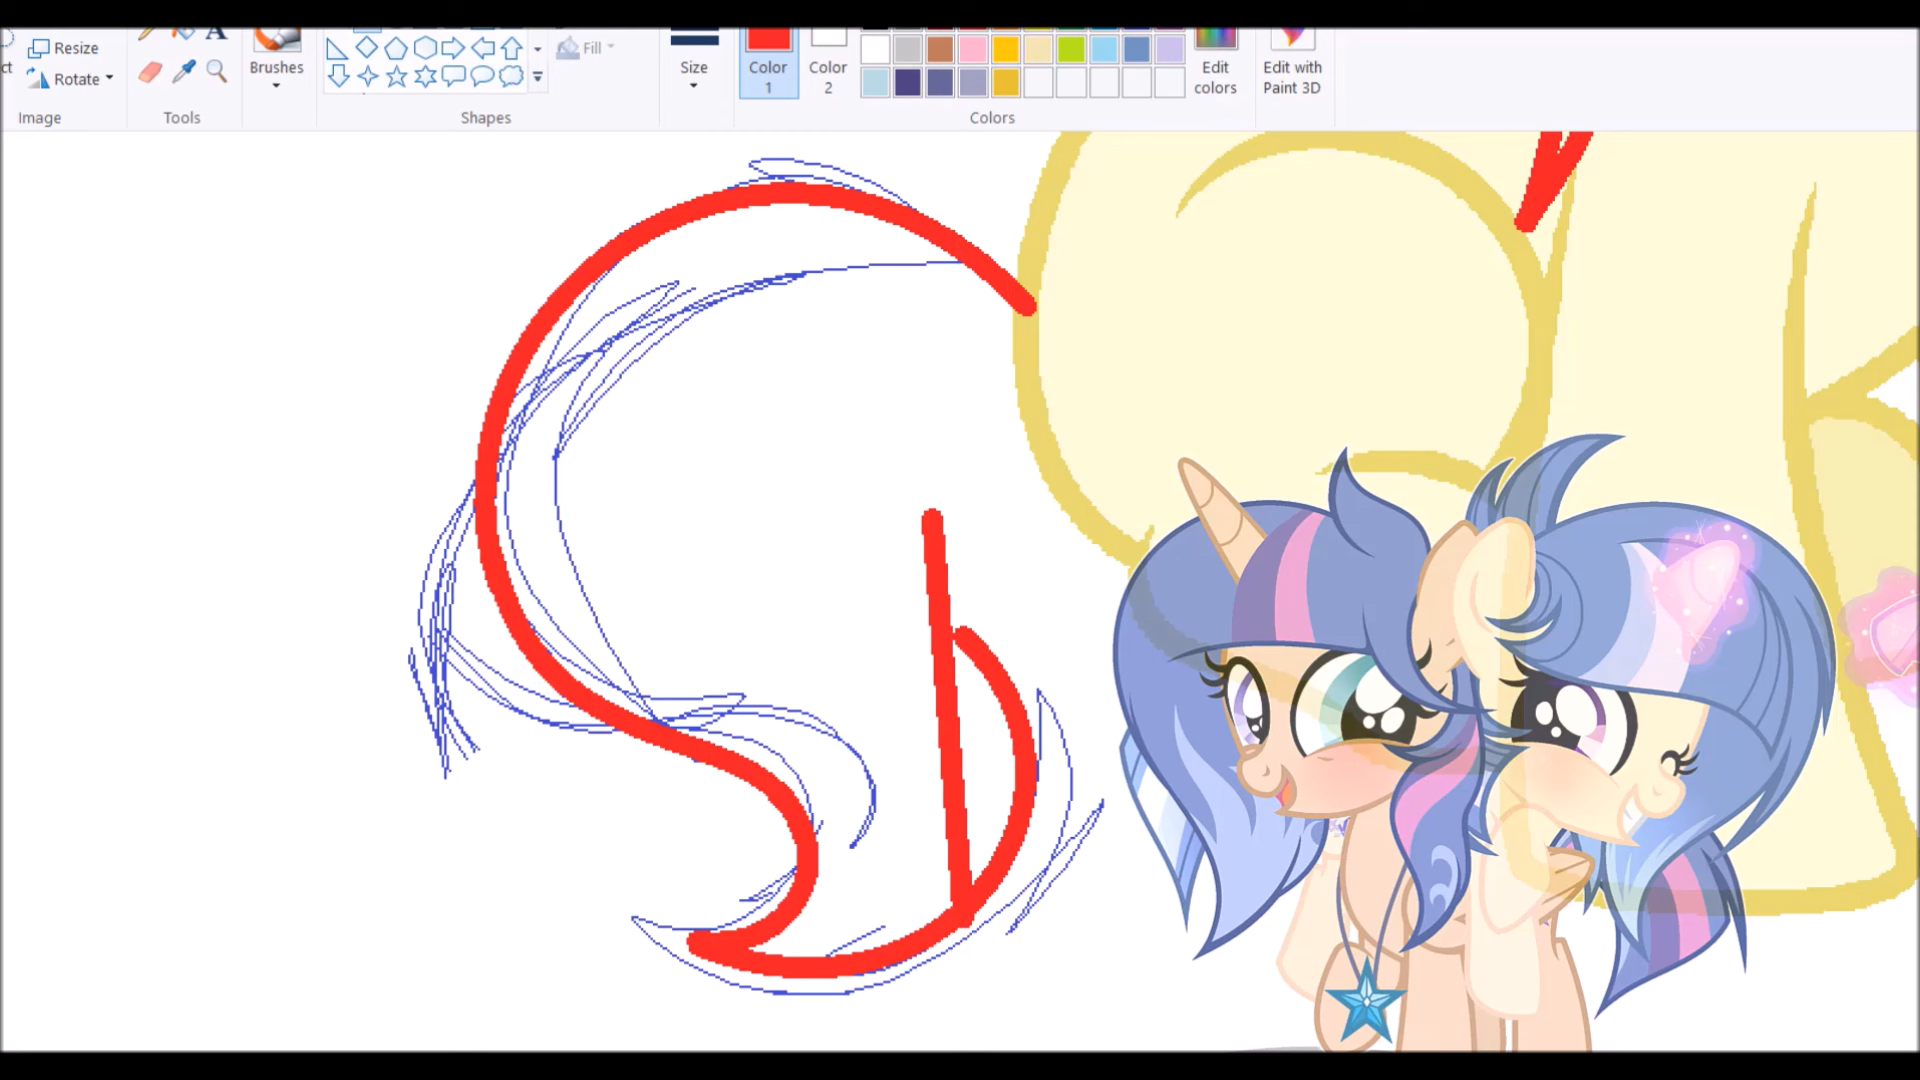 Resize
Rotate
ct
Image
A
Tools
Brushes
Fill
Shapes
Size
Color
1
Color
2
Edit
colors
Colors
Edit with
Paint 3D